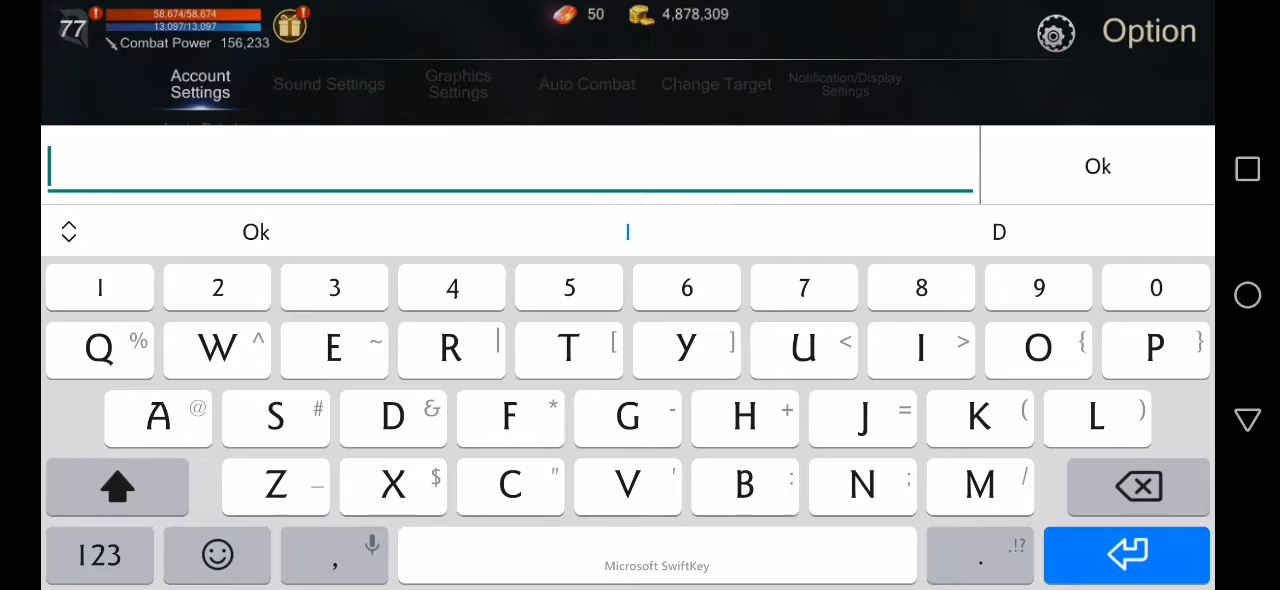 77 ! 58,674/58,674 ! 50 4,878,309 Option
13,097/13,097
Combat Power 156,233
Account Settings Sound Settings Graphics Settings Auto Combat Change Target Notification/Display Settings
Ok
Ok I D
1 2 3 4 5 6 7 8 9 0
Q % W ^ E ~ R | T [ Y ] U < I > O { P }
A @ S # D & F * G - H + J = K ( L )
Z _ X $ C " V ' B : N ; M /
123 , Microsoft SwiftKey . ,!?